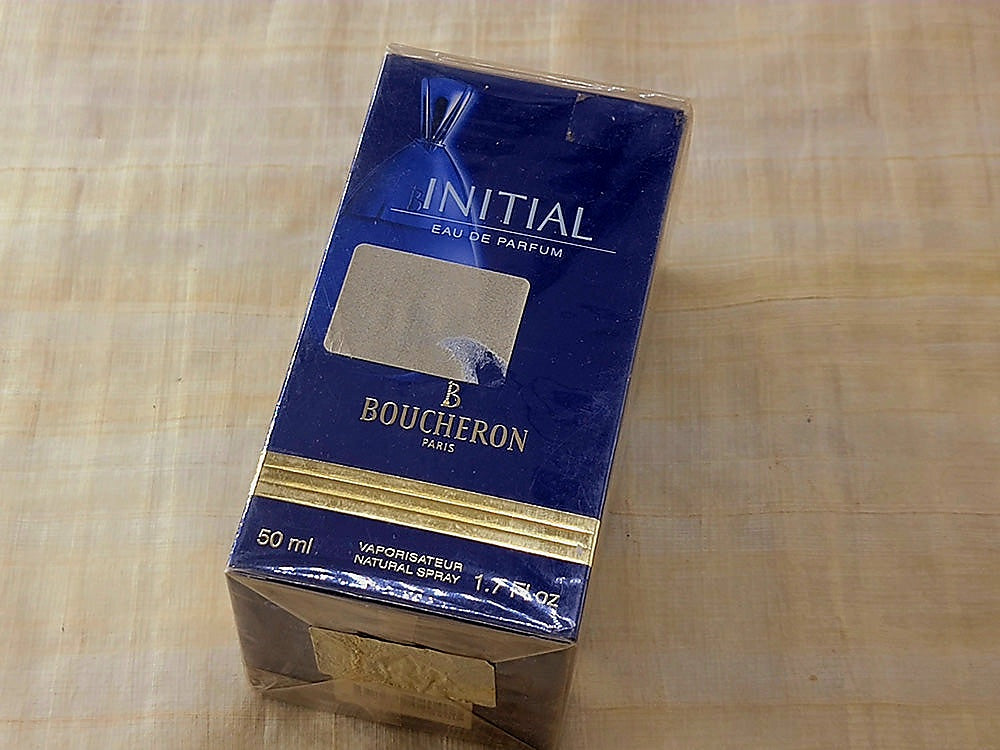 INITIAL
EAU DE PARFUM
B
BOUCHERON
PARIS
50 ml
VAPORISATEUR
NATURAL SPRAY
1.7 Fl oz